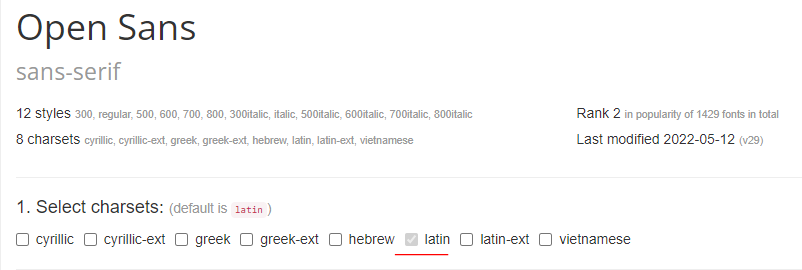 Open Sans
sans-serif
12 styles 300, regular, 500, 600, 700, 800, 300italic, italic, 500italic, 600italic, 700italic, 800italic
Rank 2 in popularity of 1429 fonts in total
8 charsets cyrillic, cyrillic-ext, greek, greek-ext, hebrew, latin, latin-ext, vietnamese
Last modified 2022-05-12 (v29)
1. Select charsets: (default is latin )
cyrillic cyrillic-ext greek greek-ext hebrew latin latin-ext vietnamese